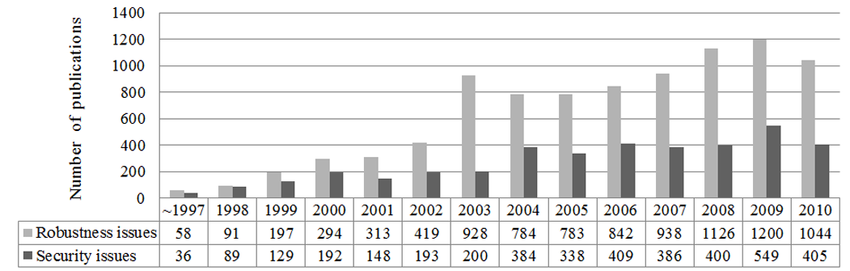 Number of publications
1400
1200
1000
800
600
400
200
0
~1997 1998 1999 2000 2001 2002 2003 2004 2005 2006 2007 2008 2009 2010
Robustness issues 58 91 197 294 313 419 928 784 783 842 938 1126 1200 1044
Security issues 36 89 129 192 148 193 200 384 338 409 386 400 549 405